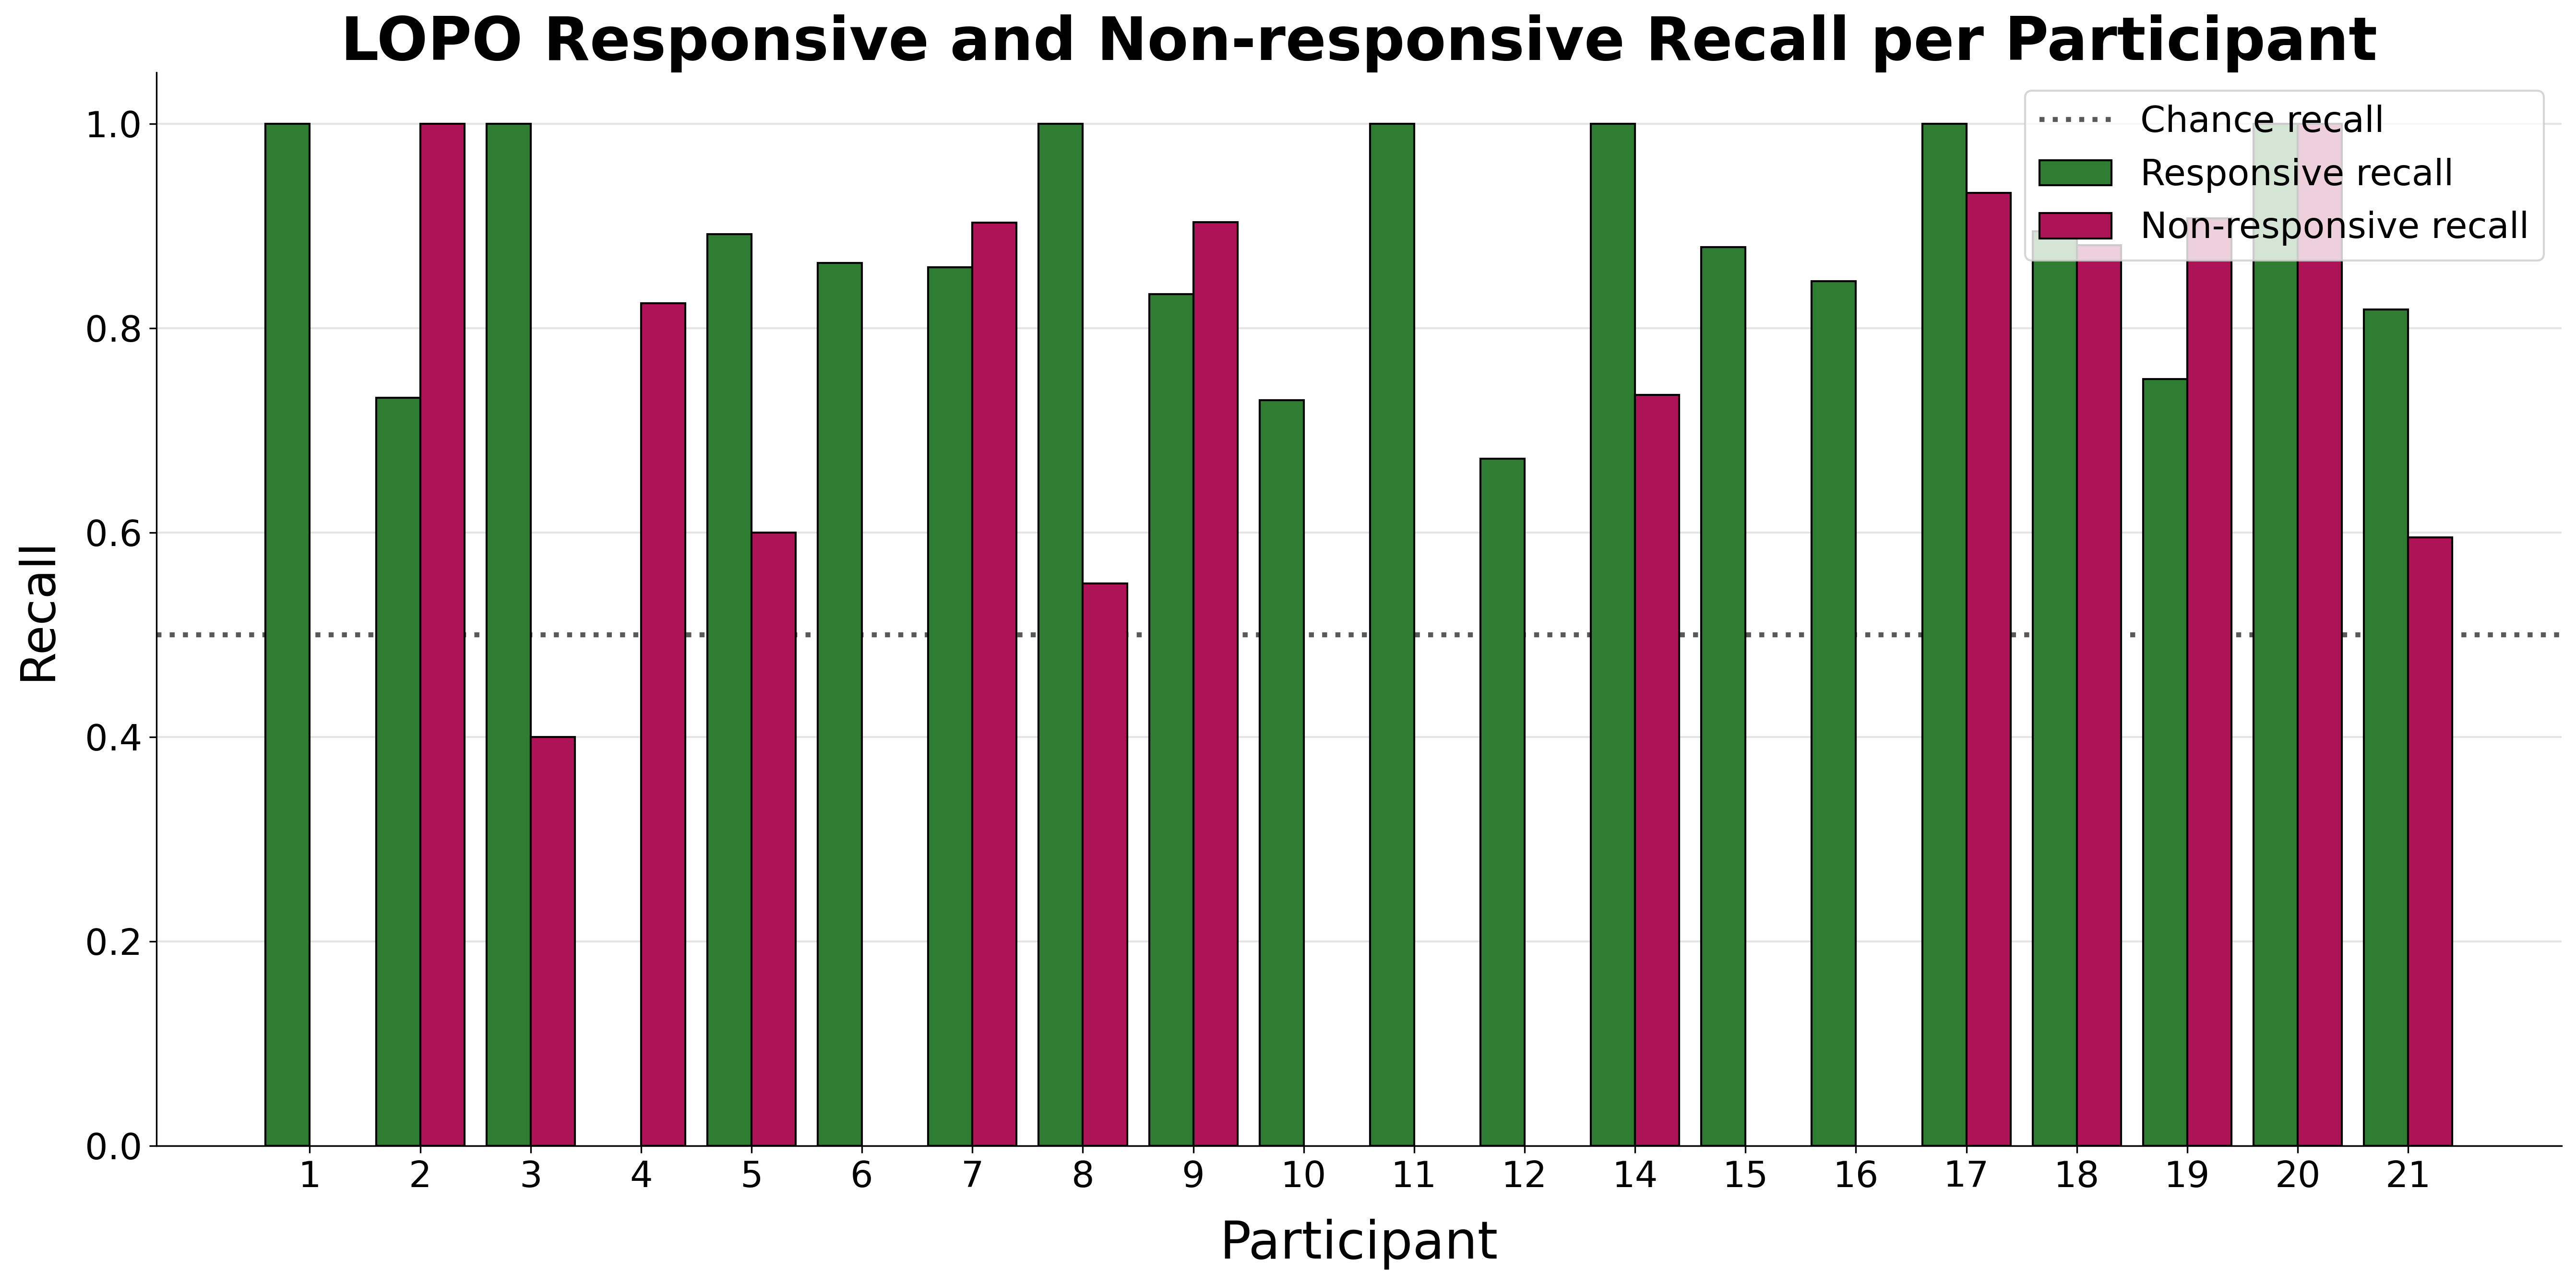 LOPO Responsive and Non-responsive Recall per Participant
Chance recall
Responsive recall
Non-responsive recall
Recall
1.0
0.8
0.6
0.4
0.2
0.0
1 2 3 4 5 6 7 8 9 10 11 12 14 15 16 17 18 19 20 21
Participant